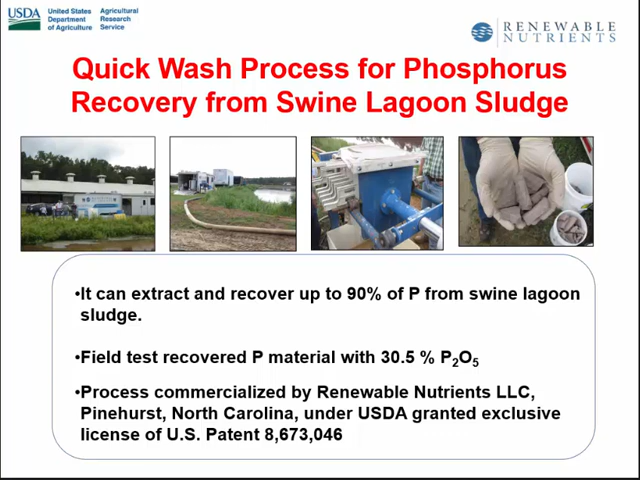 USDA
United States
Department
of Agriculture
Agricultural
Research
Service
RENEWABLE
NUTRIENTS
Quick Wash Process for Phosphorus
Recovery from Swine Lagoon Sludge
•It can extract and recover up to 90% of P from swine lagoon
sludge.
•Field test recovered P material with 30.5 % P₂O₅
•Process commercialized by Renewable Nutrients LLC,
Pinehurst, North Carolina, under USDA granted exclusive
license of U.S. Patent 8,673,046